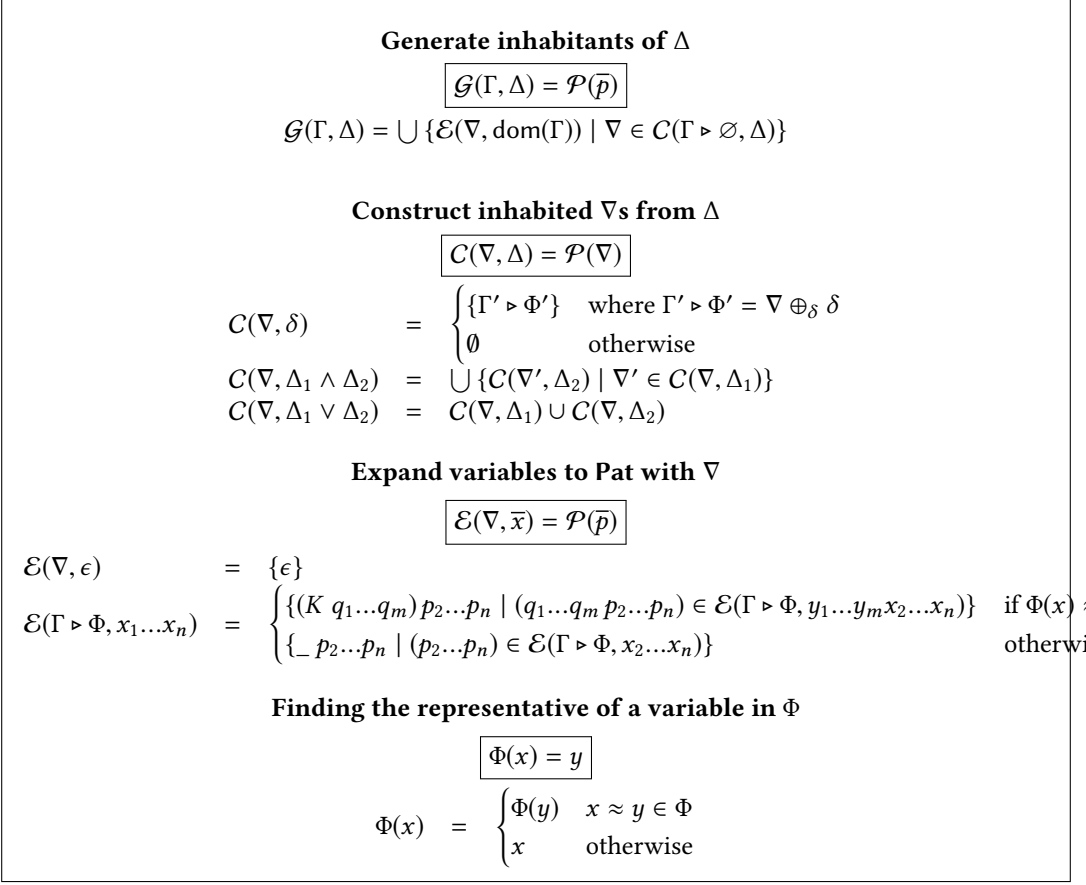 Generate inhabitants of Δ
𝒢(Γ, Δ) = 𝒫(p̅)
𝒢(Γ, Δ) = ⋃ {ℰ(∇, dom(Γ)) | ∇ ∈ 𝒞(Γ ▹ ∅, Δ)}
Construct inhabited ∇s from Δ
𝒞(∇, Δ) = 𝒫(∇)
𝒞(∇, δ) = { {Γ′ ▹ Φ′} where Γ′ ▹ Φ′ = ∇ ⊕_δ δ
∅ otherwise
𝒞(∇, Δ₁ ∧ Δ₂) = ⋃ {𝒞(∇′, Δ₂) | ∇′ ∈ 𝒞(∇, Δ₁)}
𝒞(∇, Δ₁ ∨ Δ₂) = 𝒞(∇, Δ₁) ∪ 𝒞(∇, Δ₂)
Expand variables to Pat with ∇
ℰ(∇, x̅) = 𝒫(p̅)
ℰ(∇, ϵ) = {ϵ}
ℰ(Γ ▹ Φ, x₁...xₙ) = { {(K q₁...qₘ) p₂...pₙ | (q₁...qₘ p₂...pₙ) ∈ ℰ(Γ ▹ Φ, y₁...yₘx₂...xₙ)} if Φ(x)
{_ p₂...pₙ | (p₂...pₙ) ∈ ℰ(Γ ▹ Φ, x₂...xₙ)}
Finding the representative of a variable in Φ
Φ(x) = y
Φ(x) = { Φ(y) x ≈ y ∈ Φ
x otherwise